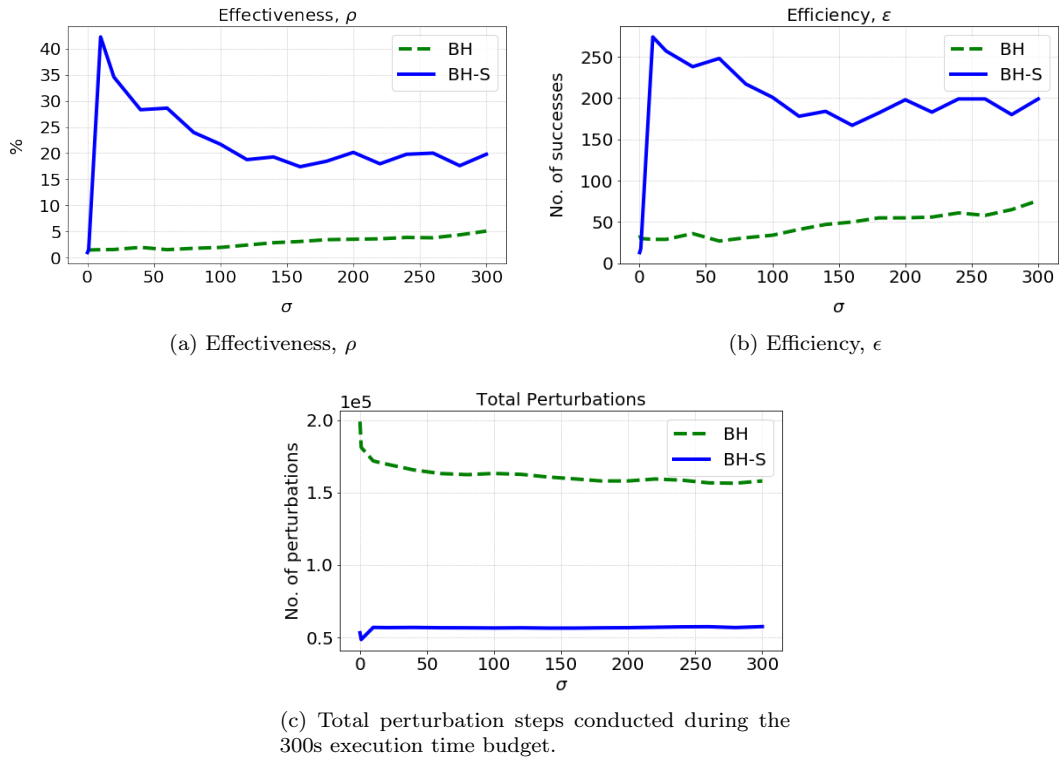 Effectiveness, ρ
%
40
35
30
25
20
15
10
5
0
BH
BH-S
0 50 100 150 200 250 300
σ
(a) Effectiveness, ρ
Efficiency, ε
No. of successes
250
200
150
100
50
0
BH
BH-S
0 50 100 150 200 250 300
σ
(b) Efficiency, ϵ
Total Perturbations
1e5
No. of perturbations
2.0
1.5
1.0
0.5
BH
BH-S
0 50 100 150 200 250 300
σ
(c) Total perturbation steps conducted during the
300s execution time budget.